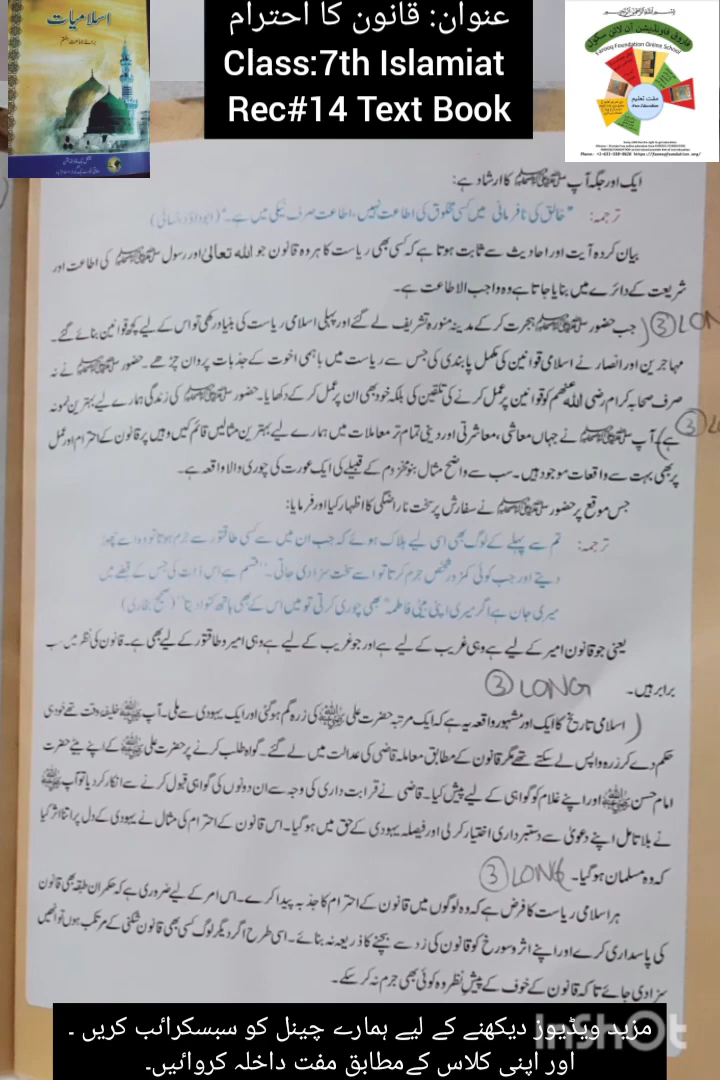 اسلامیات
عنوان: قانون کا احترام
Class:7th Islamiat
Rec#14 Text Book
فاروق فاؤنڈیشن آن لائن سکول
Farooq Foundation Online School
مفت تعلیم
Free Education
ایک اور جگہ آپ ﷺ کا ارشاد ہے:
ترجمہ: "خالق کی نافرمانی میں کسی مخلوق کی اطاعت نہیں، اطاعت صرف نیکی میں ہے۔"
بیان کردہ آیت اور احادیث سے ثابت ہوتا ہے کہ کسی بھی ریاست کا ہر وہ قانون جو اللہ تعالیٰ اور رسول ﷺ کی اطاعت اور
شریعت کے دائرے میں بنایا جاتا ہے وہ واجب الاطاعت ہے۔
(3) LON
(جب حضور ﷺ ہجرت کر کے مدینہ منورہ تشریف لے گئے اور پہلی اسلامی ریاست کی بنیاد رکھی تو اس کے لیے کچھ قوانین بنائے گئے۔
مہاجرین اور انصار نے اسلامی قوانین کی مکمل پابندی کی جس سے ریاست میں باہمی اخوت کے جذبات پروان چڑھے۔ حضور ﷺ نے نہ
صرف صحابہ کرام رضی اللہ عنھم کو قوانین پر عمل کرنے کی تلقین کی بلکہ خود بھی ان پر عمل کر کے دکھایا۔ حضور ﷺ کی زندگی ہمارے لیے بہترین نمونہ
ہے) آپ ﷺ نے جہاں معاشی، معاشرتی اور دینی تمام تر معاملات میں ہمارے لیے بہترین مثالیں قائم کیں وہیں پر قانون کے احترام اور عمل
پر بھی بہت سے واقعات موجود ہیں۔ سب سے واضح مثال بنو مخزدم کے قبیلے کی ایک عورت کی چوری والا واقعہ ہے۔
جس موقع پر حضور ﷺ نے سفارش پر سخت ناراضگی کا اظہار کیا اور فرمایا:
ترجمہ: تم سے پہلے کے لوگ بھی اسی لیے ہلاک ہوئے کہ جب ان میں سے کسی طاقتور سے جرم ہوتا تو وہ اسے چھوڑ
دیتے اور جب کوئی کمزور شخص جرم کرتا تو اسے سخت سزا دی جاتی۔ "قسم ہے اس ذات کی جس کے قبضے میں
میری جان ہے اگر میری اپنی بیٹی فاطمہ بھی چوری کرتی تو میں اس کے بھی ہاتھ کٹوا دیتا" (صحیح بخاری)
یعنی جو قانون امیر کے لیے ہے وہی غریب کے لیے ہے اور جو غریب کے لیے ہے وہی امیر و طاقتور کے لیے بھی ہے۔ قانون کی نظر میں سب
برابر ہیں۔ (3) LONG
(اسلامی تاریخ کا ایک اور مشہور واقعہ یہ ہے کہ ایک مرتبہ حضرت علی کی زرہ گم ہو گئی اور ایک یہودی سے ملی۔ آپ خلیفہ وقت تھے خود ہی
حکم دے کر زرہ واپس لے سکتے تھے مگر قانون کے مطابق معاملہ قاضی کی عدالت میں لے گئے۔ گواہ طلب کرنے پر حضرت علی کے اپنے بیٹے حضرت
امام حسن اور اپنے غلام کو گواہی کے لیے پیش کیا۔ قاضی نے قرابت داری کی وجہ سے ان دونوں کی گواہی قبول کرنے سے انکار کر دیا تو آپ
نے بلا تامل اپنے دعویٰ سے دستبرداری اختیار کر لی اور فیصلہ یہودی کے حق میں ہو گیا۔ اس قانون کے احترام کی مثال نے یہودی کے دل پر اتنا اثر کیا
کہ وہ مسلمان ہو گیا۔ (3) LONG
ہر اسلامی ریاست کا فرض ہے کہ وہ لوگوں میں قانون کے احترام کا جذبہ پیدا کرے۔ اس امر کے لیے ضروری ہے کہ حکمران طبقہ بھی قانون
کی پاسداری کرے اور اپنے اثر و سورخ کو قانون کی زد سے بچنے کا ذریعہ نہ بنائے۔ اسی طرح اگر دیگر لوگ کسی بھی قانون شکنی کے مرتکب ہوں تو انھیں
سزا دی جائے تاکہ قانون کے خوف کے پیش نظر وہ کوئی بھی جرم نہ کر سکے۔
مزید ویڈیوز دیکھنے کے لیے ہمارے چینل کو سبسکرائب کریں ۔
اور اپنی کلاس کے مطابق مفت داخلہ کروائیں۔
InShOt